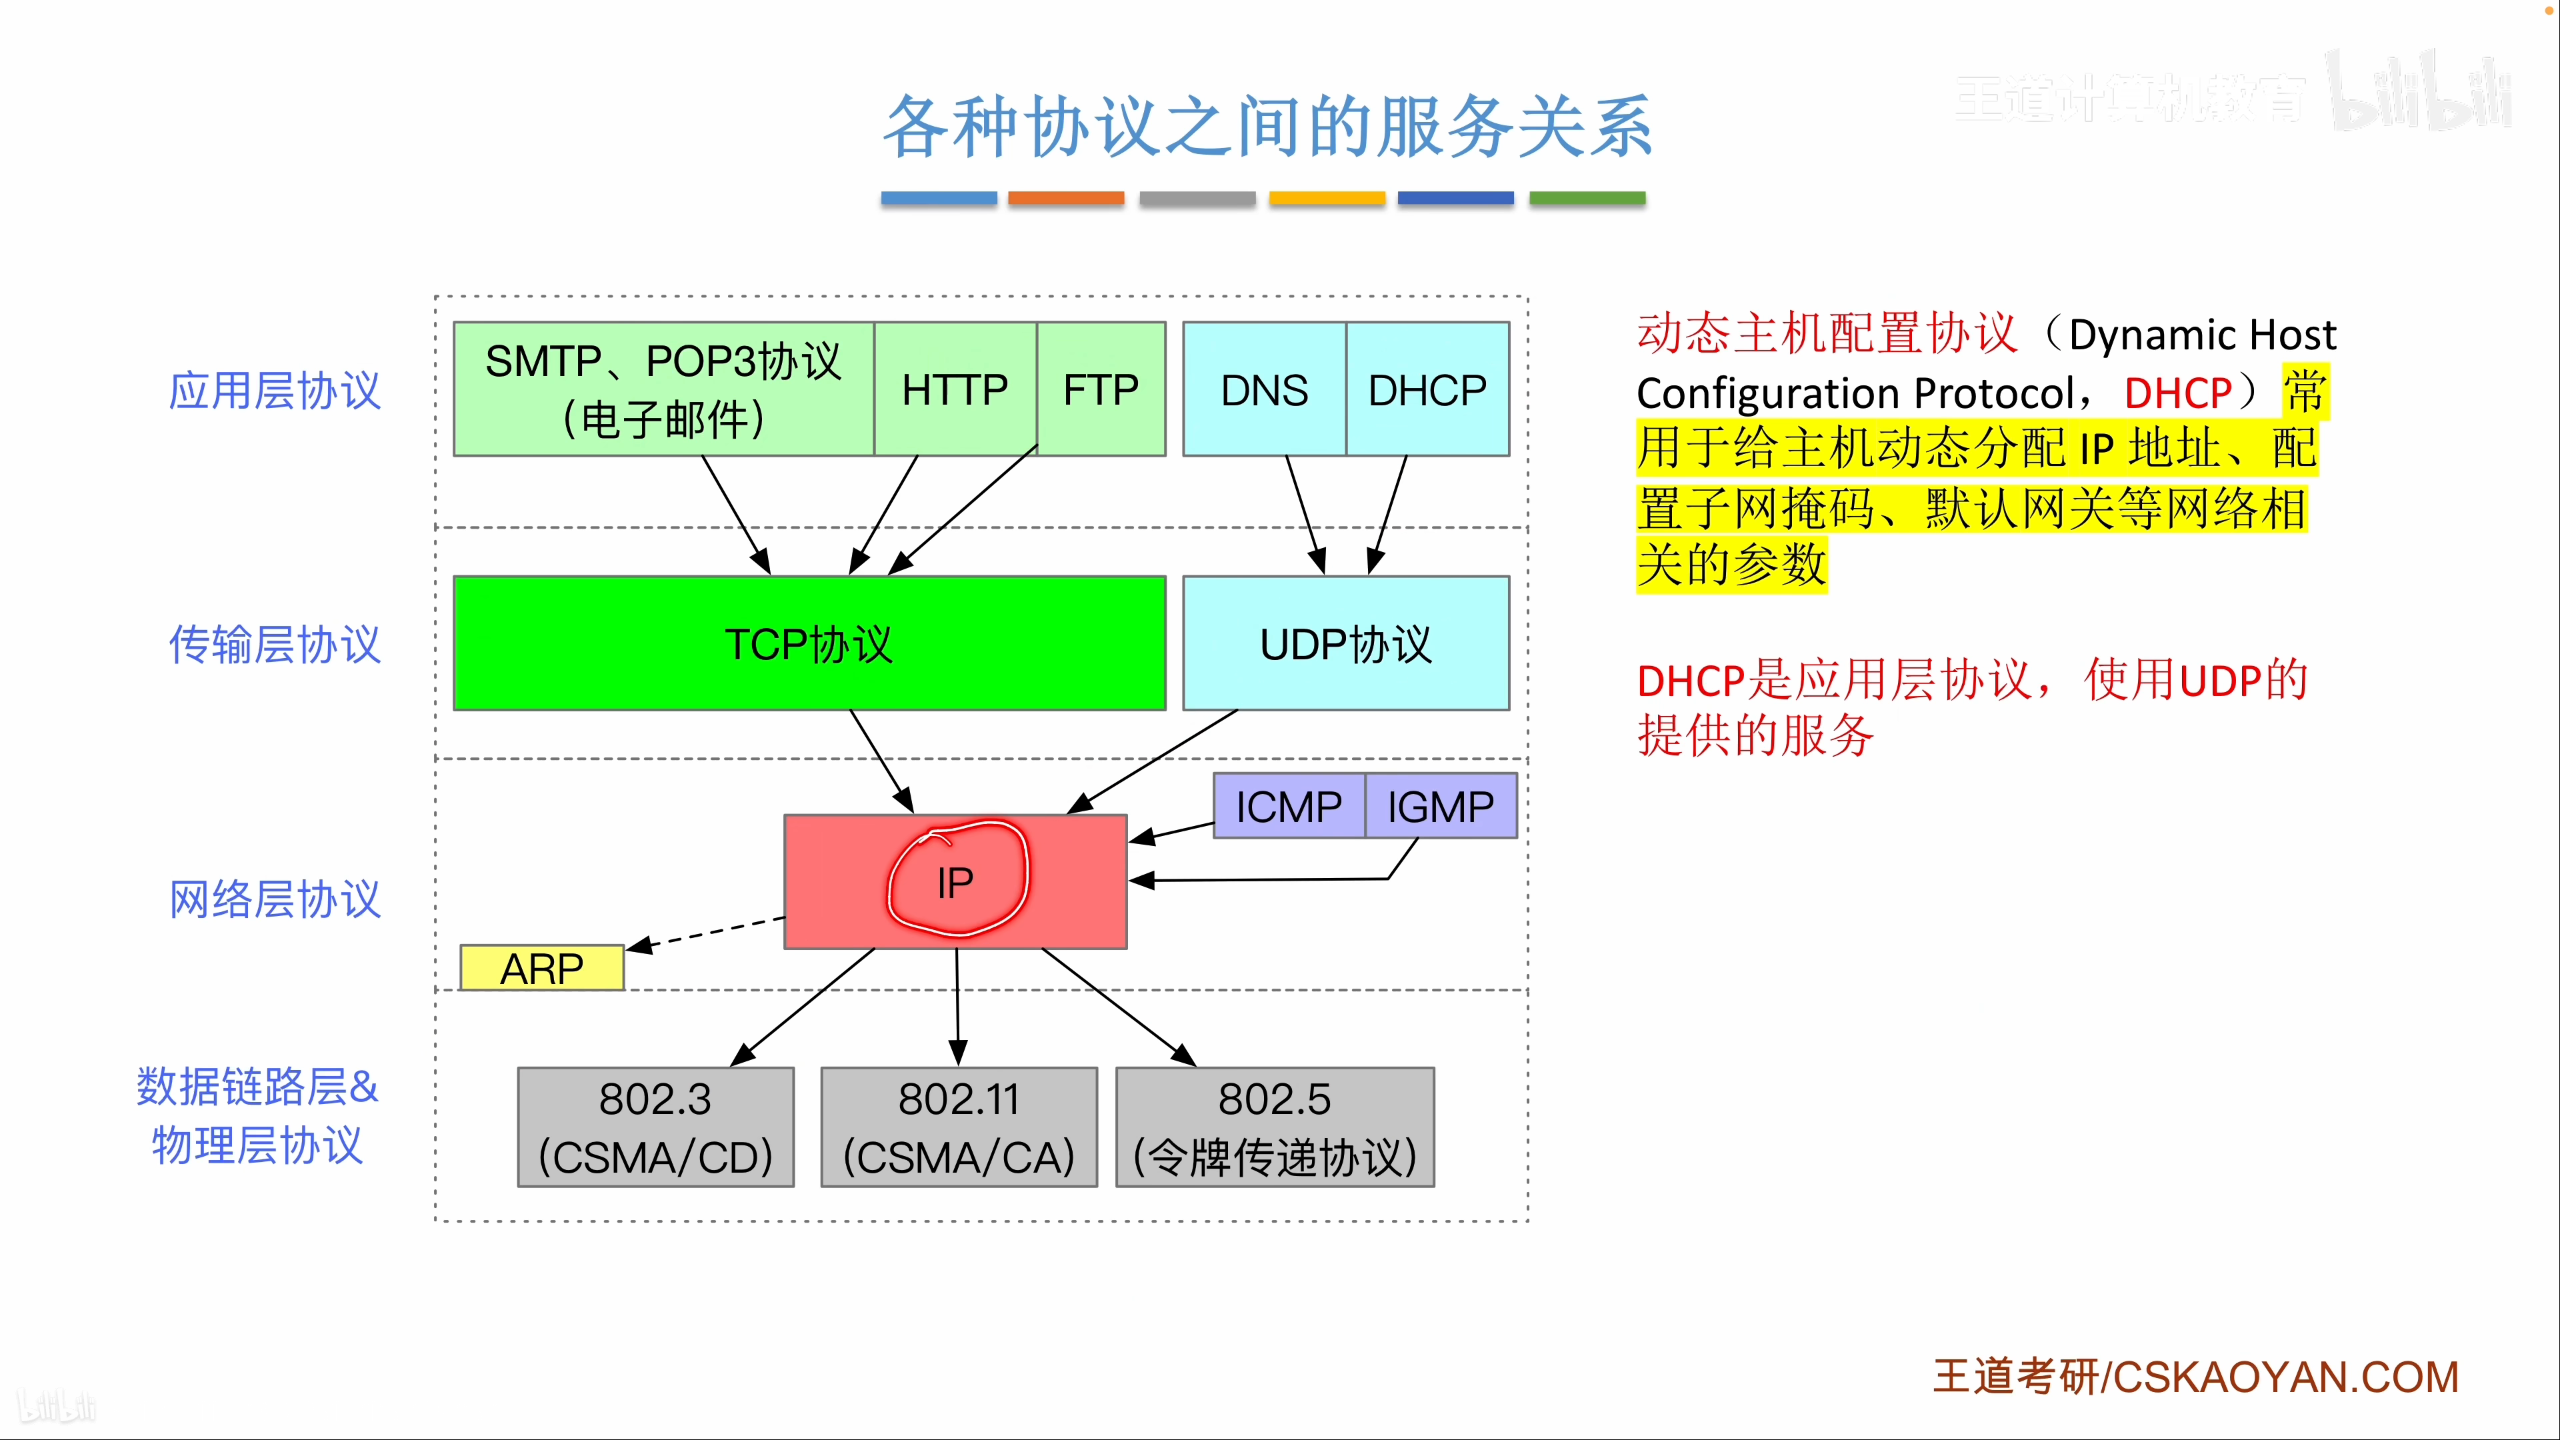 王道计算机教育 bilibili
各种协议之间的服务关系
应用层协议
SMTP、POP3协议
(电子邮件)
HTTP
FTP
DNS
DHCP
传输层协议
TCP协议
UDP协议
网络层协议
ICMP
IGMP
IP
ARP
数据链路层&
物理层协议
802.3
(CSMA/CD)
802.11
(CSMA/CA)
802.5
(令牌传递协议)
动态主机配置协议（Dynamic Host
Configuration Protocol，DHCP）常
用于给主机动态分配 IP 地址、配
置子网掩码、默认网关等网络相
关的参数
DHCP是应用层协议，使用UDP的
提供的服务
王道考研/CSKAOYAN.COM
bilibili